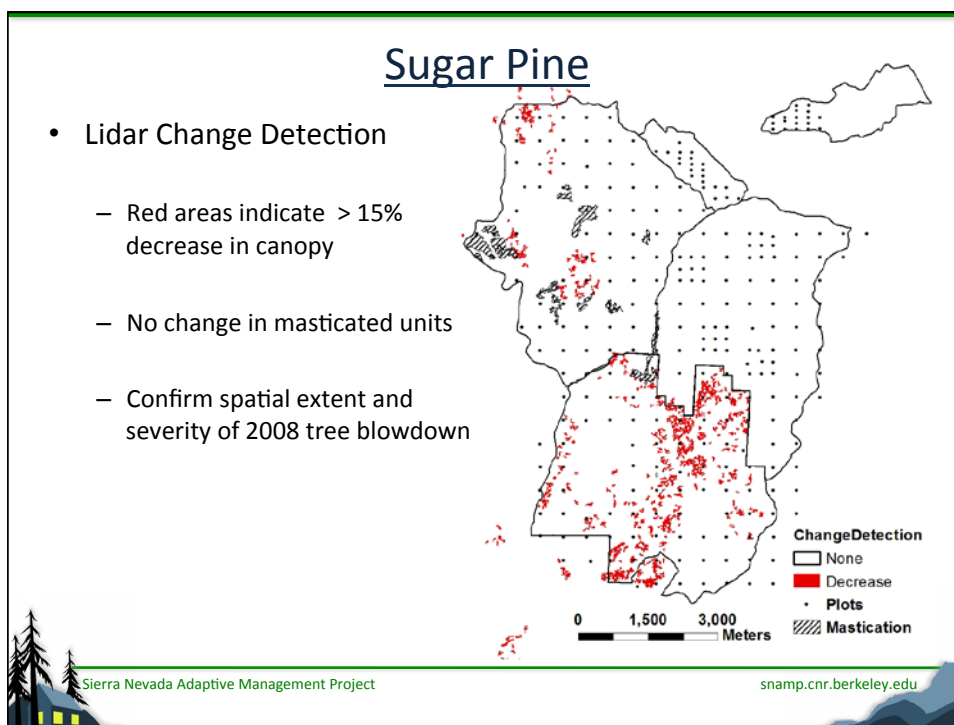 Sugar Pine
• Lidar Change Detection
– Red areas indicate > 15%
decrease in canopy
– No change in masticated units
– Confirm spatial extent and
severity of 2008 tree blowdown
ChangeDetection
None
Decrease
Plots
Mastication
0 1,500 3,000
Meters
Sierra Nevada Adaptive Management Project
snamp.cnr.berkeley.edu